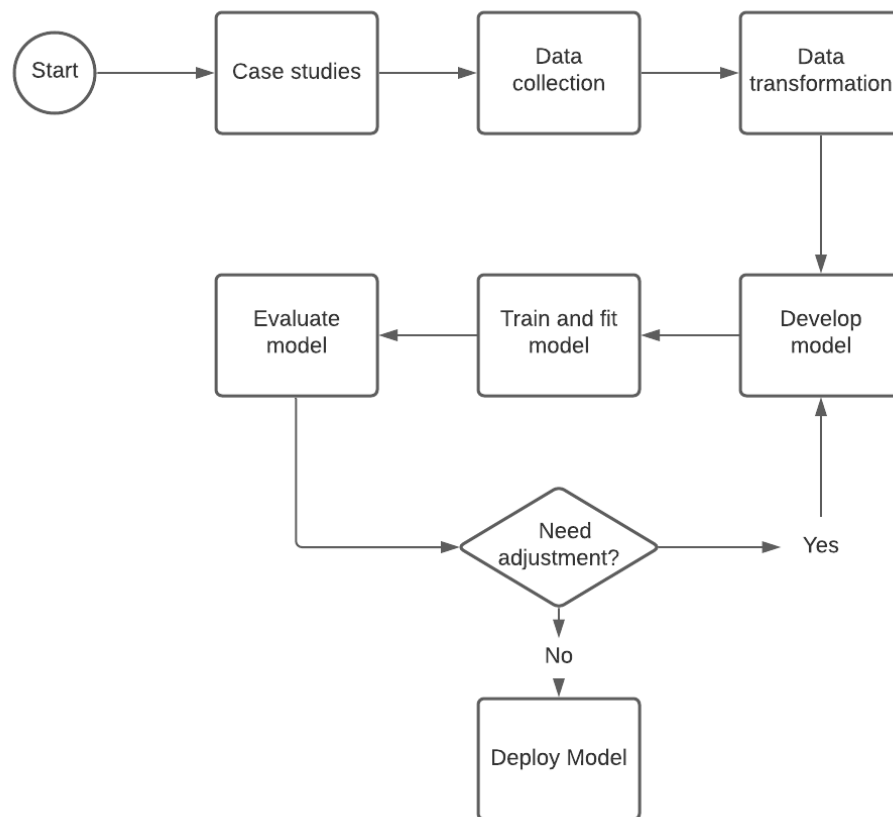 Start
Case studies
Data
collection
Data
transformation
Evaluate
model
Train and fit
model
Develop
model
Need
adjustment?
Yes
No
Deploy Model